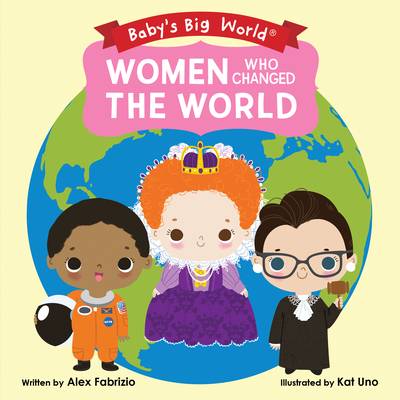 Baby's Big World®
WOMEN WHO CHANGED
THE WORLD
Written by Alex Fabrizio
Illustrated by Kat Uno